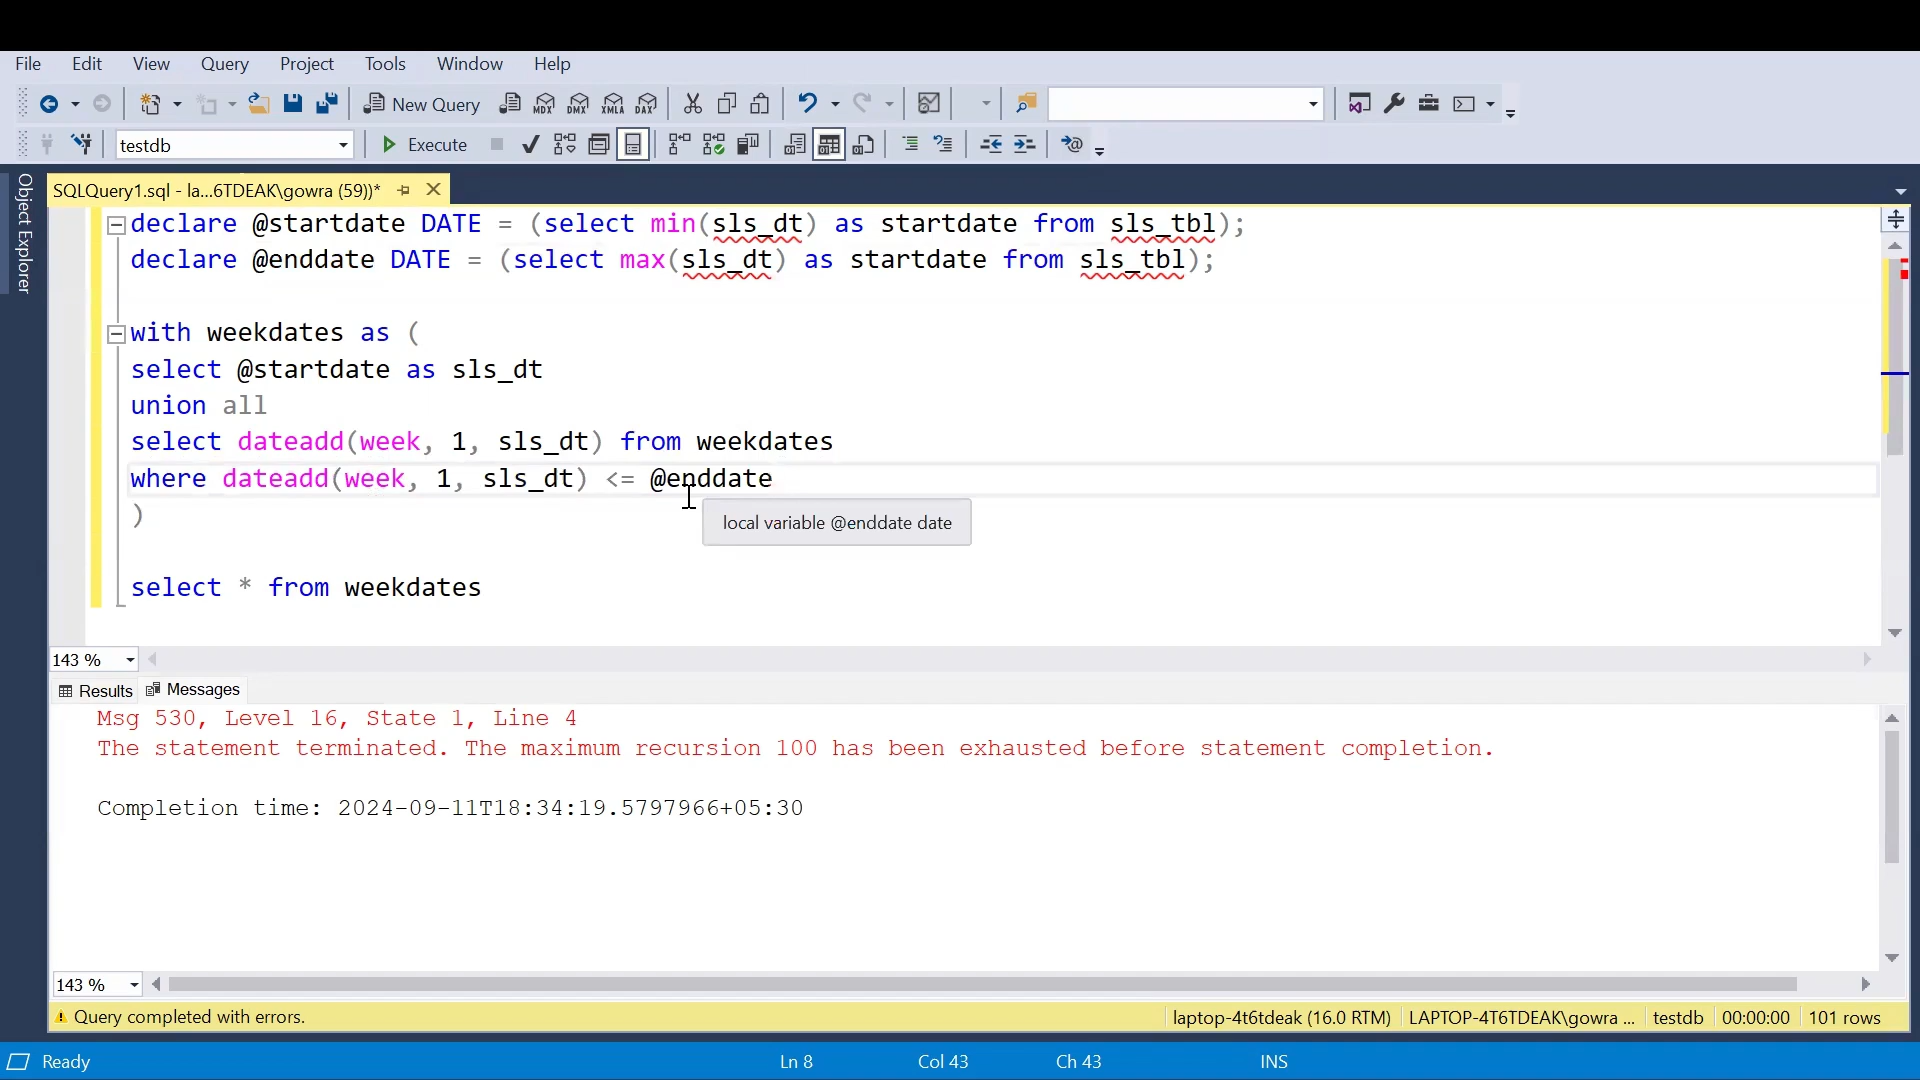 File Edit View Query Project Tools Window Help
New Query MDX DMX XMLA DAX
testdb Execute
Object Explorer
SQLQuery1.sql - la...6TDEAK\gowra (59))*
declare @startdate DATE = (select min(sls_dt) as startdate from sls_tbl);
declare @enddate DATE = (select max(sls_dt) as startdate from sls_tbl);
with weekdates as (
select @startdate as sls_dt
union all
select dateadd(week, 1, sls_dt) from weekdates
where dateadd(week, 1, sls_dt) <= @enddate
)
local variable @enddate date
select * from weekdates
143 %
Results Messages
Msg 530, Level 16, State 1, Line 4
The statement terminated. The maximum recursion 100 has been exhausted before statement completion.
Completion time: 2024-09-11T18:34:19.5797966+05:30
143 %
Query completed with errors. laptop-4t6tdeak (16.0 RTM) LAPTOP-4T6TDEAK\gowra ... testdb 00:00:00 101 rows
Ready Ln 8 Col 43 Ch 43 INS